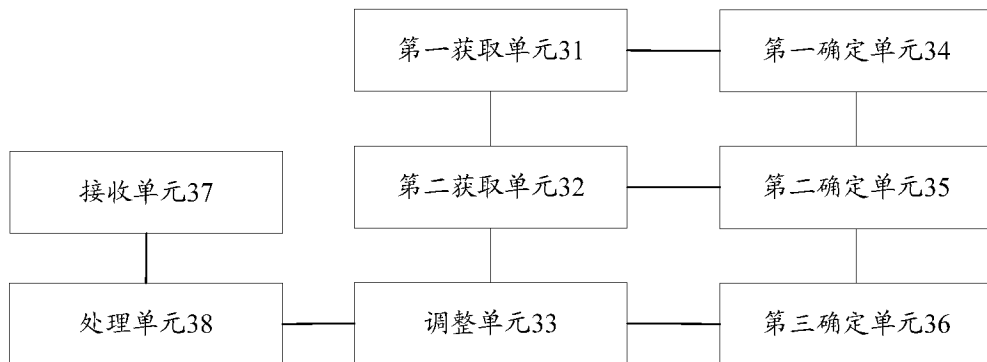 第一获取单元31
第一确定单元34
接收单元37
第二获取单元32
第二确定单元35
处理单元38
调整单元33
第三确定单元36